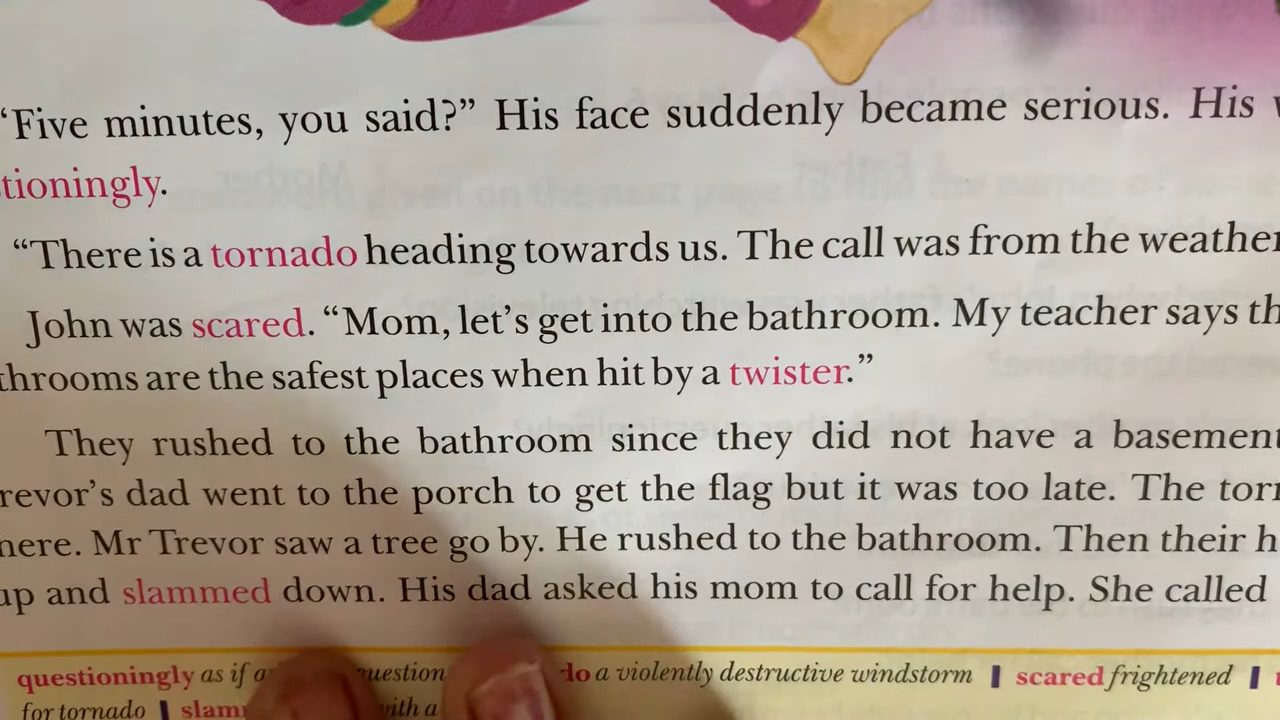 ‘Five minutes, you said?” His face suddenly became serious. His
tioningly.
“There is a tornado heading towards us. The call was from the weather
John was scared. “Mom, let’s get into the bathroom. My teacher says th
throoms are the safest places when hit by a twister.”
They rushed to the bathroom since they did not have a basement
revor’s dad went to the porch to get the flag but it was too late. The tor
here. Mr Trevor saw a tree go by. He rushed to the bathroom. Then their h
up and slammed down. His dad asked his mom to call for help. She called
questioningly as if a uestion do a violently destructive windstorm | scared frightened |
for tornado | slam ith a